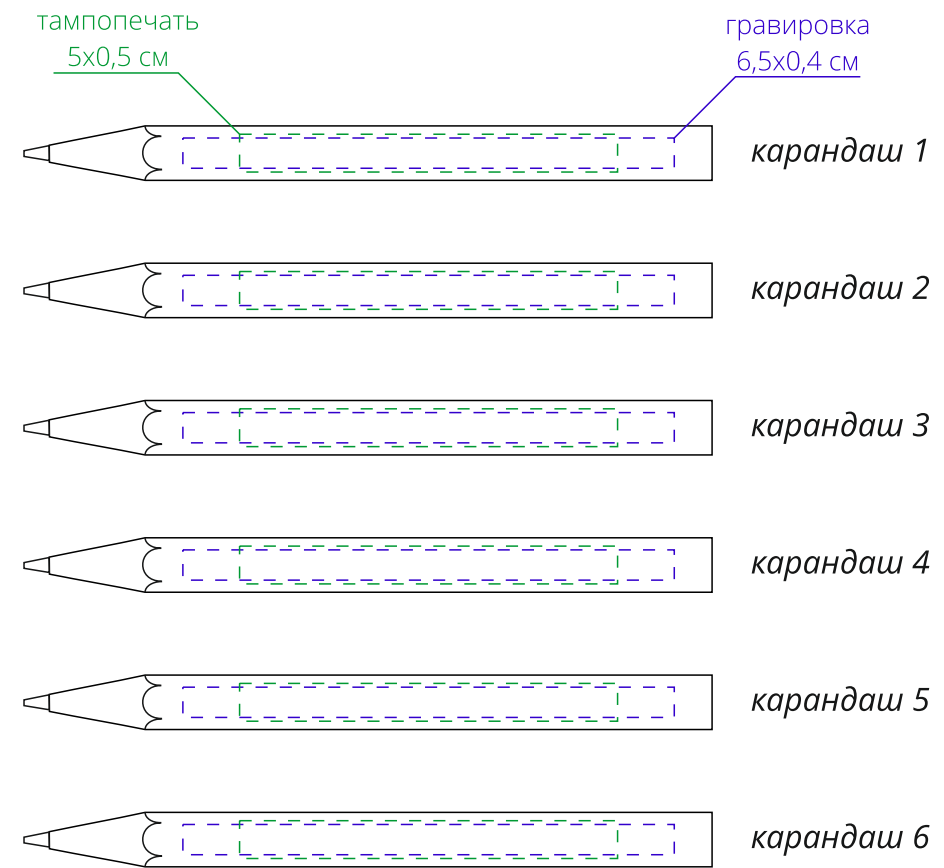 тампопечать
5х0,5 см
гравировка
6,5х0,4 см
карандаш 1
карандаш 2
карандаш 3
карандаш 4
карандаш 5
карандаш 6